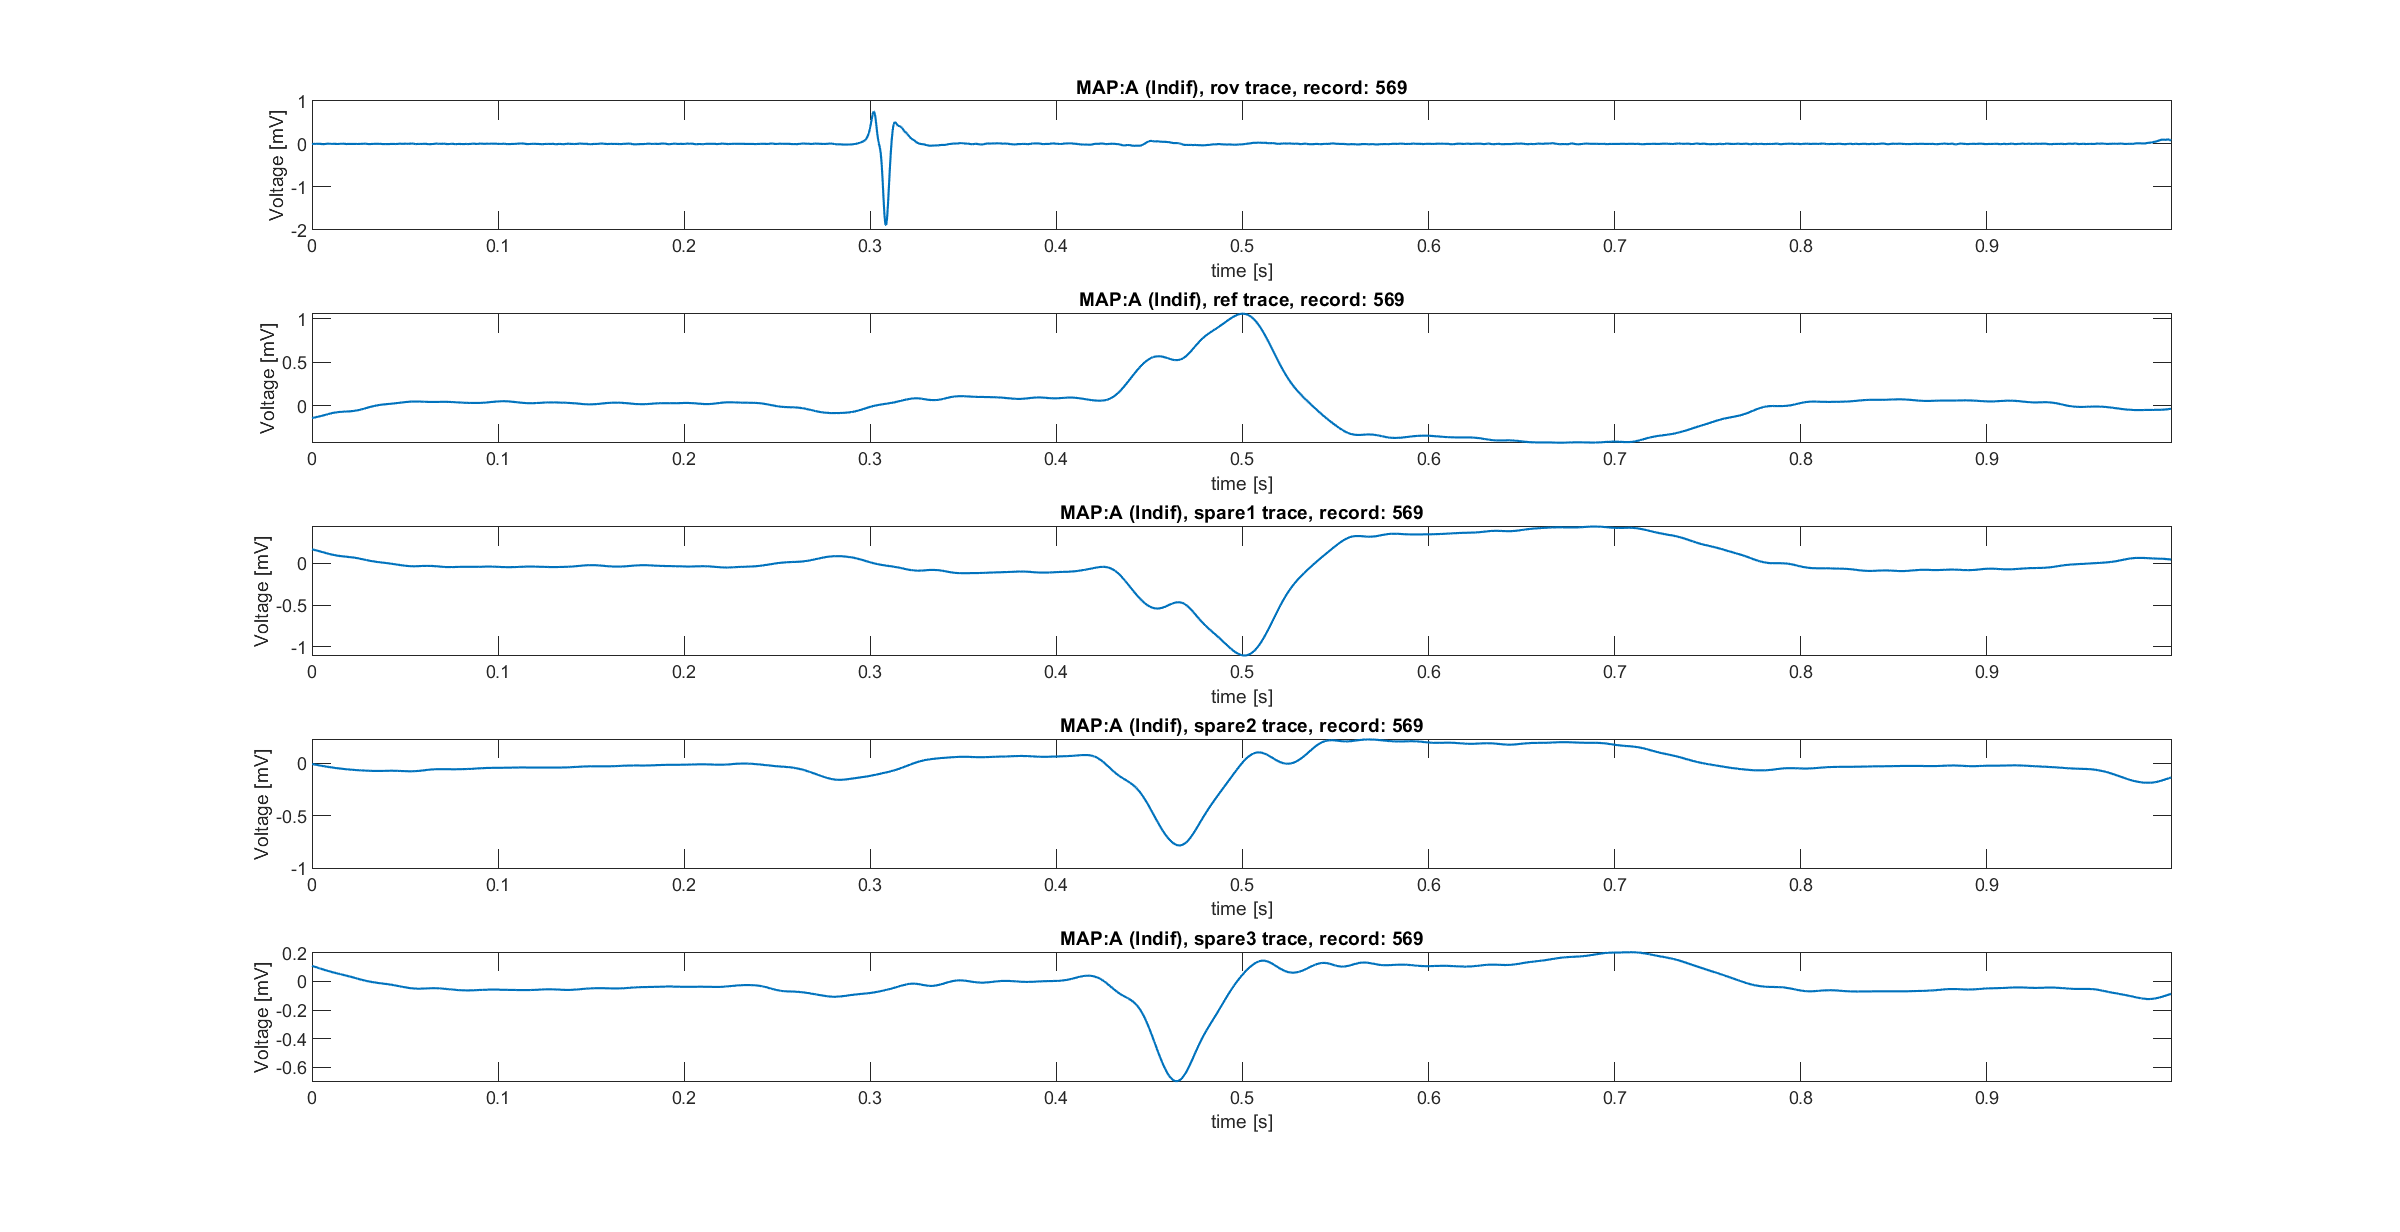 MAP:A (Indif), rov trace, record: 569
Voltage [mV]
1
0
-1
-2
0 0.1 0.2 0.3 0.4 0.5 0.6 0.7 0.8 0.9
time [s]
MAP:A (Indif), ref trace, record: 569
Voltage [mV]
1
0.5
0
0 0.1 0.2 0.3 0.4 0.5 0.6 0.7 0.8 0.9
time [s]
MAP:A (Indif), spare1 trace, record: 569
Voltage [mV]
0
-0.5
-1
0 0.1 0.2 0.3 0.4 0.5 0.6 0.7 0.8 0.9
time [s]
MAP:A (Indif), spare2 trace, record: 569
Voltage [mV]
0
-0.5
-1
0 0.1 0.2 0.3 0.4 0.5 0.6 0.7 0.8 0.9
time [s]
MAP:A (Indif), spare3 trace, record: 569
Voltage [mV]
0.2
0
-0.2
-0.4
-0.6
0 0.1 0.2 0.3 0.4 0.5 0.6 0.7 0.8 0.9
time [s]